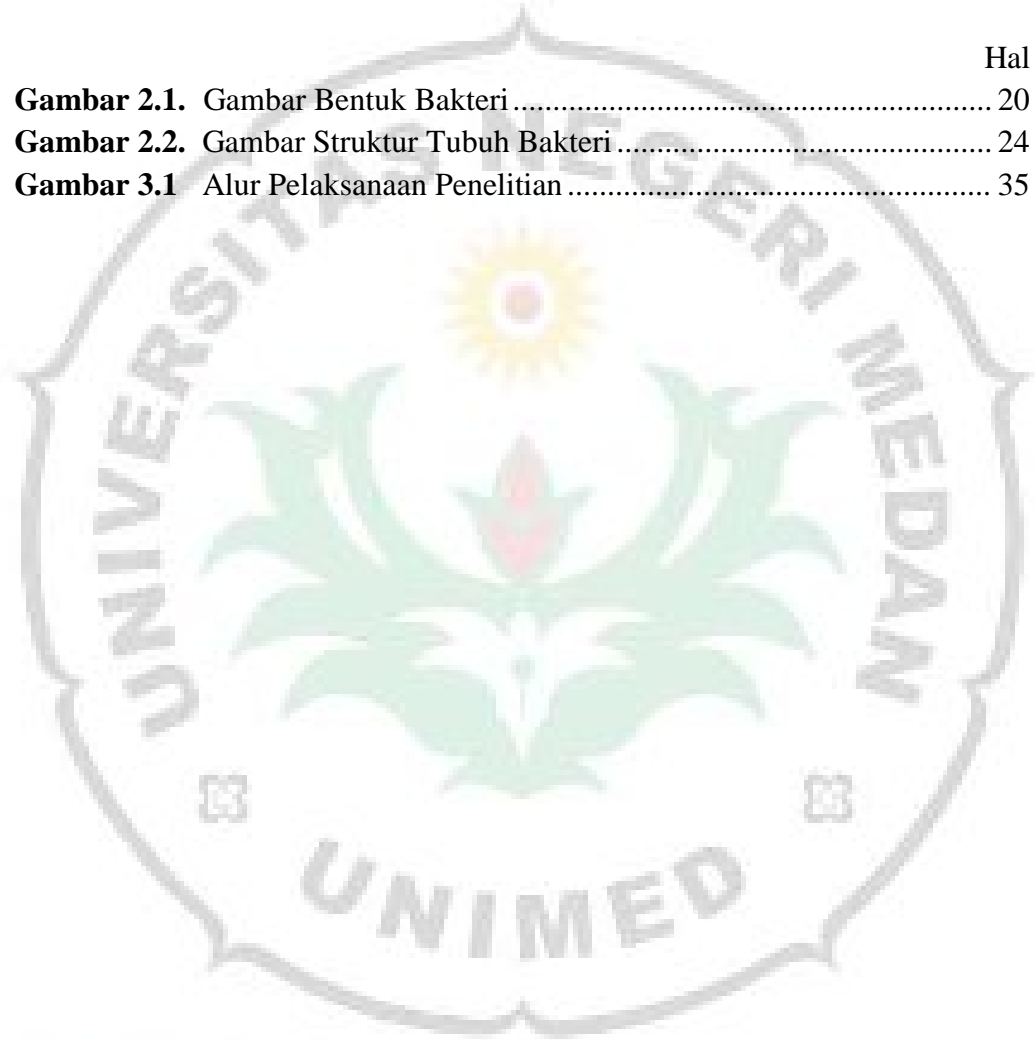 Hal
Gambar 2.1. Gambar Bentuk Bakteri............................................................. 20
Gambar 2.2. Gambar Struktur Tubuh Bakteri................................................ 24
Gambar 3.1 Alur Pelaksanaan Penelitian...................................................... 35
UNIVERSITAS NEGERI MEDAN
UNIMED